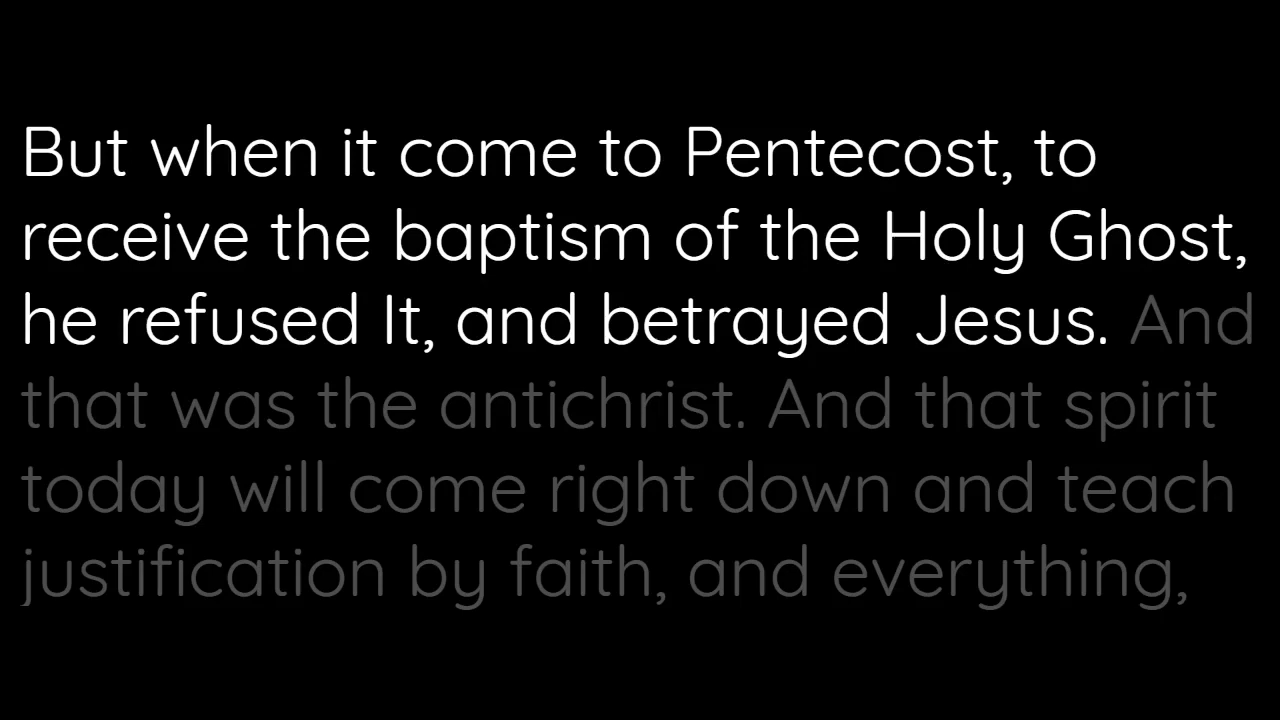 But when it come to Pentecost, to
receive the baptism of the Holy Ghost,
he refused It, and betrayed Jesus. And
that was the antichrist. And that spirit
today will come right down and teach
justification by faith, and everything,